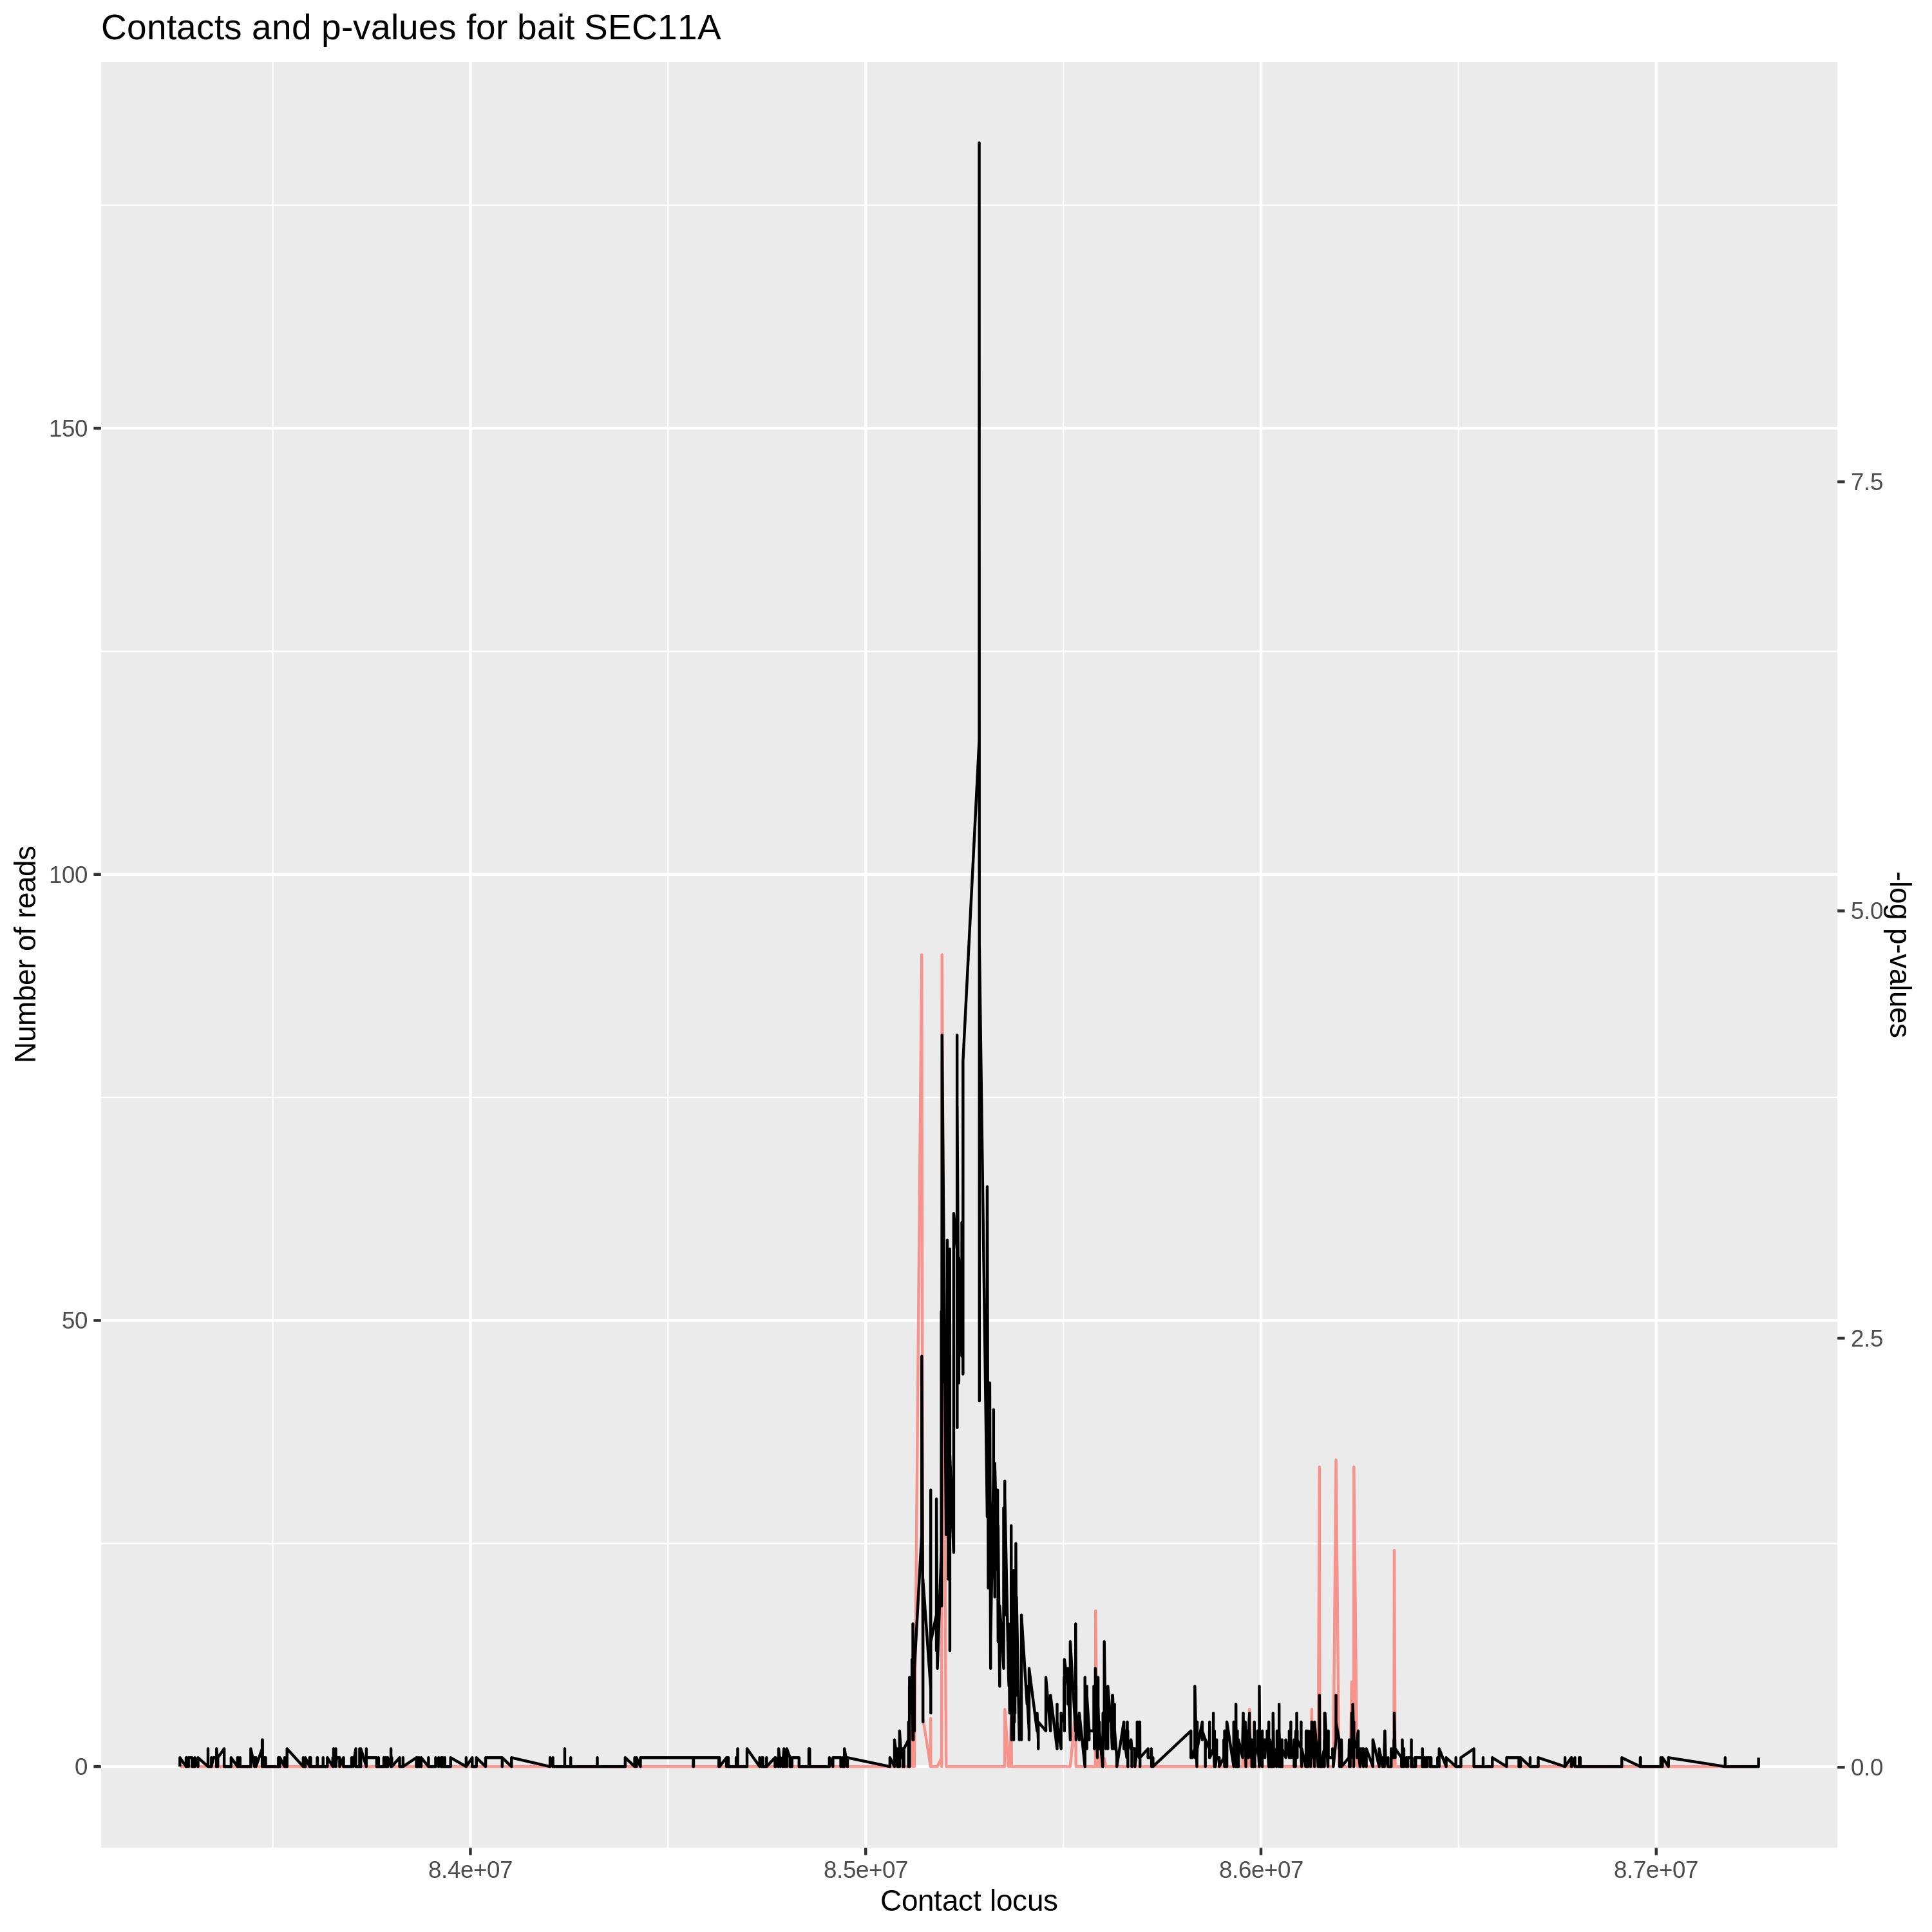 Contacts and p-values for bait SEC11A
150
100
50
0
Number of reads
7.5
5.0
2.5
0.0
-log p-values
8.4e+07 8.5e+07 8.6e+07 8.7e+07
Contact locus